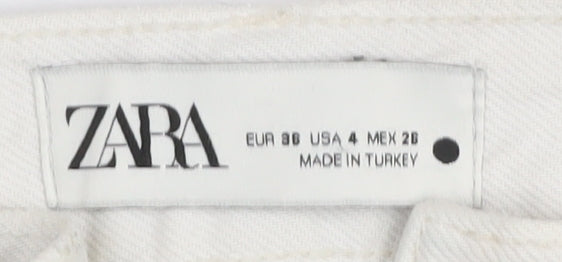 ZARA
EUR 36 USA 4 MEX 26
MADE IN TURKEY